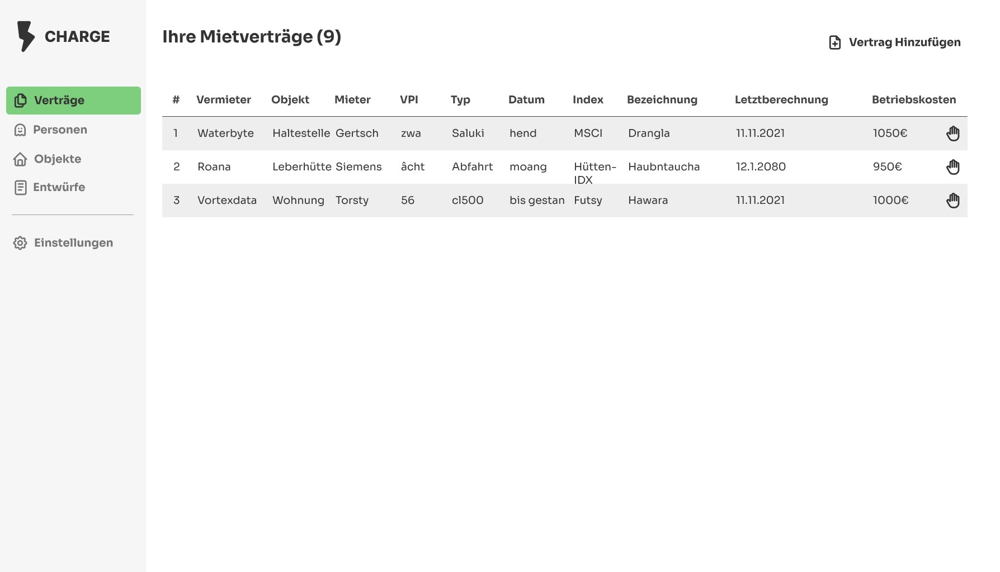 CHARGE
Ihre Mietverträge (9)
Vertrag Hinzufügen
Verträge
Personen
Objekte
Entwürfe
Einstellungen
# Vermieter Objekt Mieter VPI Typ Datum Index Bezeichnung Letztberechnung Betriebskosten
1 Waterbyte Haltestelle Gertsch zwa Saluki hend MSCI Drangla 11.11.2021 1050€
2 Roana Leberhütte Siemens âcht Abfahrt moang Hütten- Haubntaucha 12.1.2080 950€
IDX
3 Vortexdata Wohnung Torsty 56 cl500 bis gestan Futsy Hawara 11.11.2021 1000€